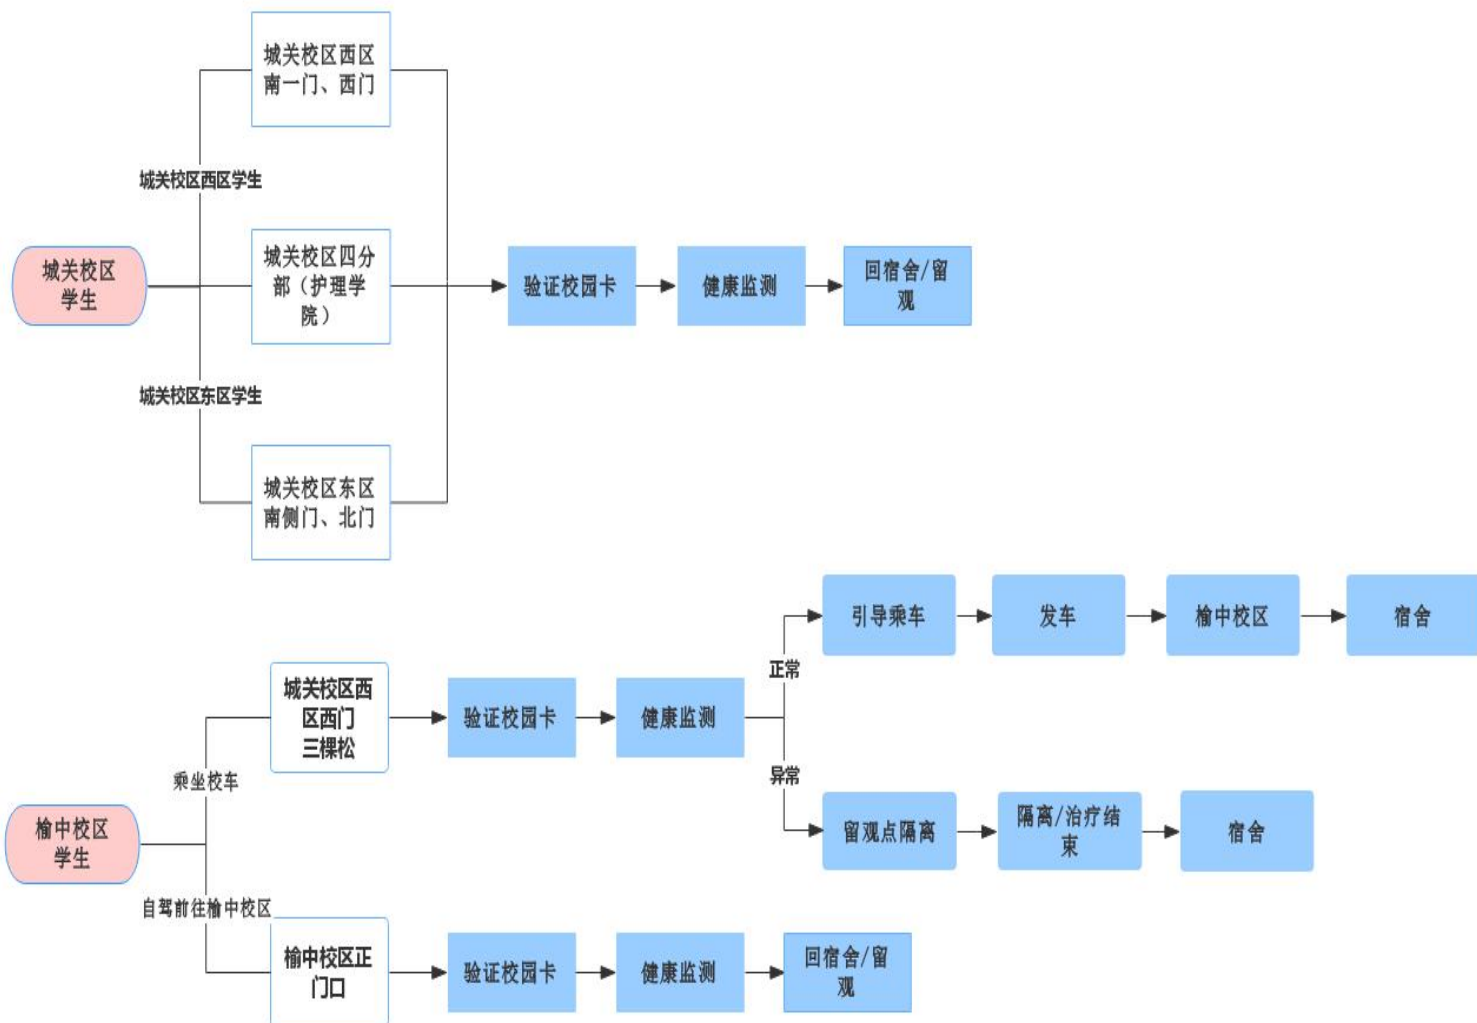 城关校区西区
南一门、西门
城关校区西区学生
城关校区
学生
城关校区四分
部（护理学
院）
验证校园卡
健康监测
回宿舍/留
观
城关校区东区学生
城关校区东区
南侧门、北门
引导乘车
发车
榆中校区
宿舍
正常
城关校区西
区西门
三棵松
验证校园卡
健康监测
乘坐校车
异常
留观点隔离
隔离/治疗结
束
宿舍
榆中校区
学生
自驾前往榆中校区
榆中校区正
门口
验证校园卡
健康监测
回宿舍/留
观